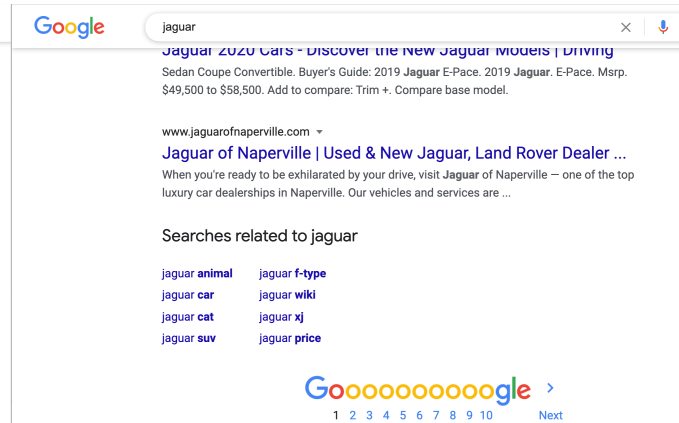 Google
jaguar
Jaguar 2020 Cars - Discover the New Jaguar Models | Driving
Sedan Coupe Convertible. Buyer's Guide: 2019 Jaguar E-Pace. 2019 Jaguar. E-Pace. Msrp.
$49,500 to $58,500. Add to compare: Trim +. Compare base model.
www.jaguarofnaperville.com
Jaguar of Naperville | Used & New Jaguar, Land Rover Dealer ...
When you're ready to be exhilarated by your drive, visit Jaguar of Naperville — one of the top
luxury car dealerships in Naperville. Our vehicles and services are ...
Searches related to jaguar
jaguar animal jaguar f-type
jaguar car jaguar wiki
jaguar cat jaguar xj
jaguar suv jaguar price
Goooooooooogle
1 2 3 4 5 6 7 8 9 10 Next